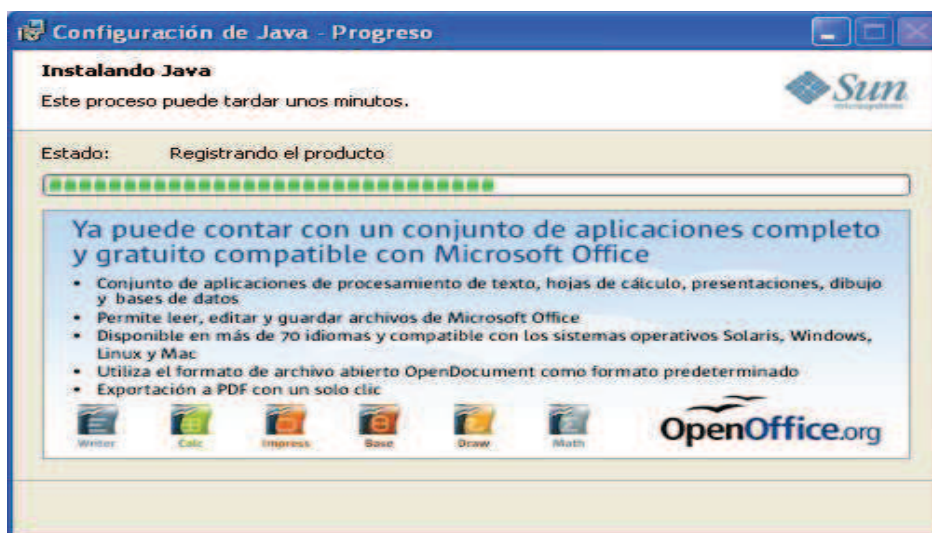 Configuración de Java - Progreso
Instalando Java
Este proceso puede tardar unos minutos.
Sun
microsystems
Estado: Registrando el producto
Ya puede contar con un conjunto de aplicaciones completo
y gratuito compatible con Microsoft Office
• Conjunto de aplicaciones de procesamiento de texto, hojas de cálculo, presentaciones, dibujo
y bases de datos
• Permite leer, editar y guardar archivos de Microsoft Office
• Disponible en más de 70 idiomas y compatible con los sistemas operativos Solaris, Windows,
Linux y Mac
• Utiliza el formato de archivo abierto OpenDocument como formato predeterminado
• Exportación a PDF con un solo clic
Writer Calc Impress Base Draw Math
OpenOffice.org